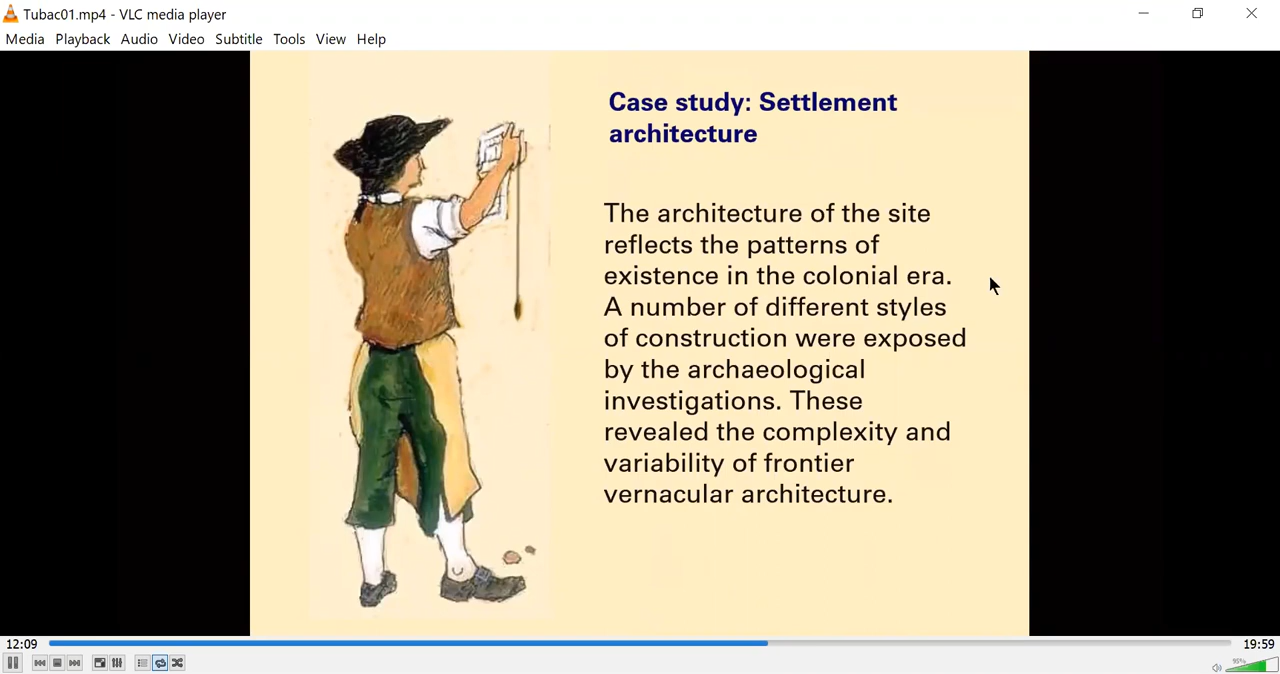 Tubac01.mp4 - VLC media player
Media Playback Audio Video Subtitle Tools View Help
Case study: Settlement
architecture
The architecture of the site
reflects the patterns of
existence in the colonial era.
A number of different styles
of construction were exposed
by the archaeological
investigations. These
revealed the complexity and
variability of frontier
vernacular architecture.
12:09
19:59
95%